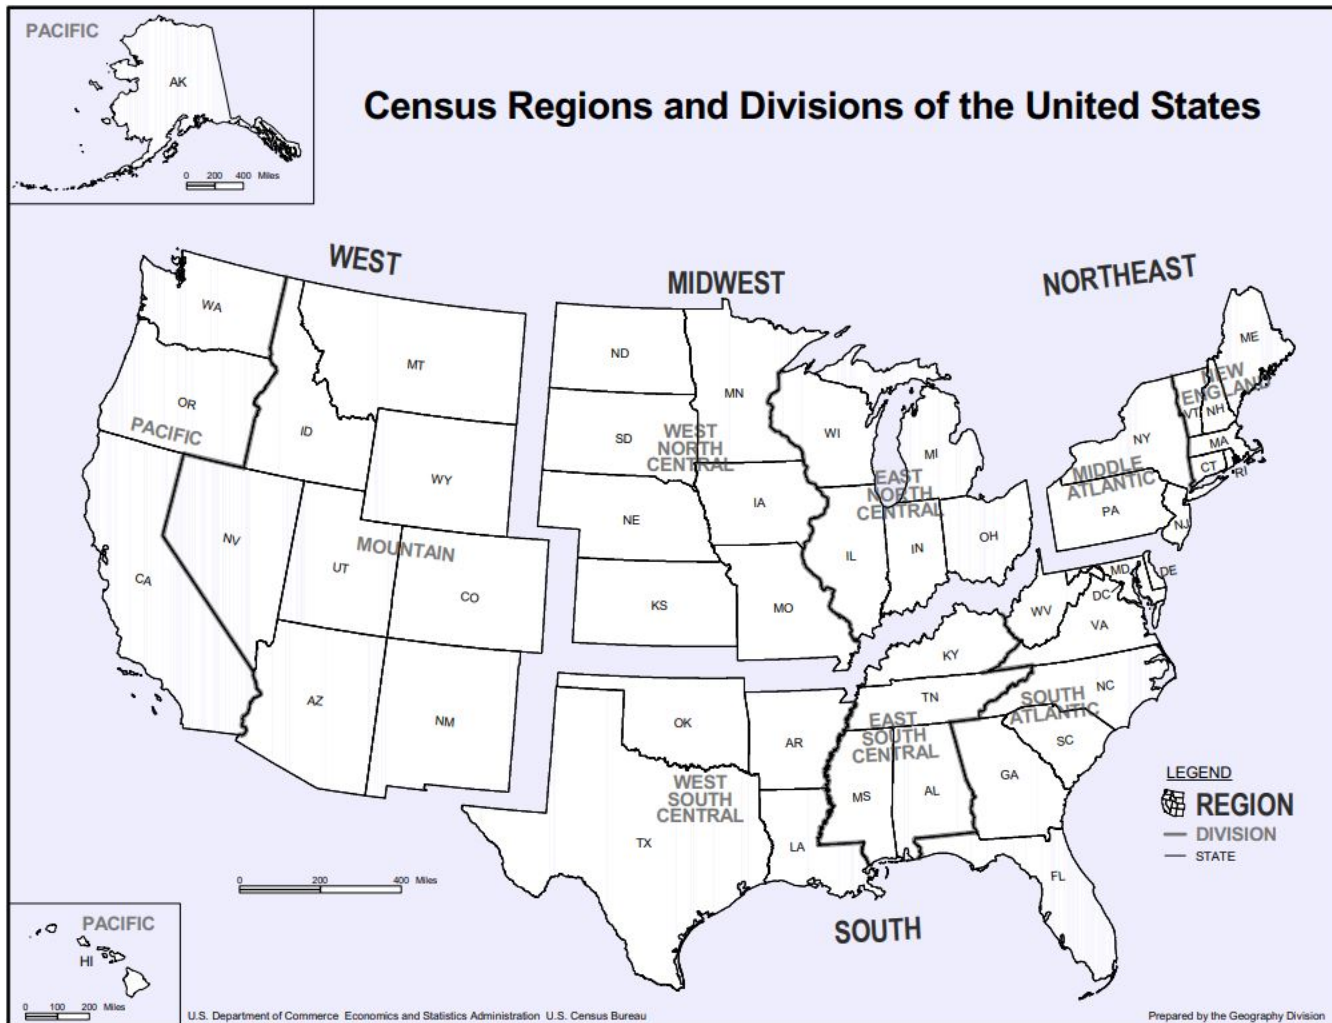 PACIFIC
AK
0 200 400 Miles
Census Regions and Divisions of the United States
WEST
MIDWEST
NORTHEAST
WA
MT
OR
PACIFIC
ID
WY
NV
MOUNTAIN
UT
CA
CO
AZ
NM
ND
MN
SD
WEST
NORTH
CENTRAL
NE
IA
KS
MO
WI
MI
EAST
NORTH
CENTRAL
IL
IN
OH
ME
NEW
ENGLAND
VT
NH
NY
MA
CT
RI
MIDDLE
ATLANTIC
PA
NJ
MD
DE
DC
WV
VA
KY
TN
NC
SOUTH
ATLANTIC
SC
EAST
SOUTH
CENTRAL
MS
AL
GA
FL
OK
AR
WEST
SOUTH
CENTRAL
TX
LA
SOUTH
LEGEND
REGION
DIVISION
STATE
0 200 400 Miles
PACIFIC
HI
0 100 200 Miles
U.S. Department of Commerce Economics and Statistics Administration U.S. Census Bureau
Prepared by the Geography Division